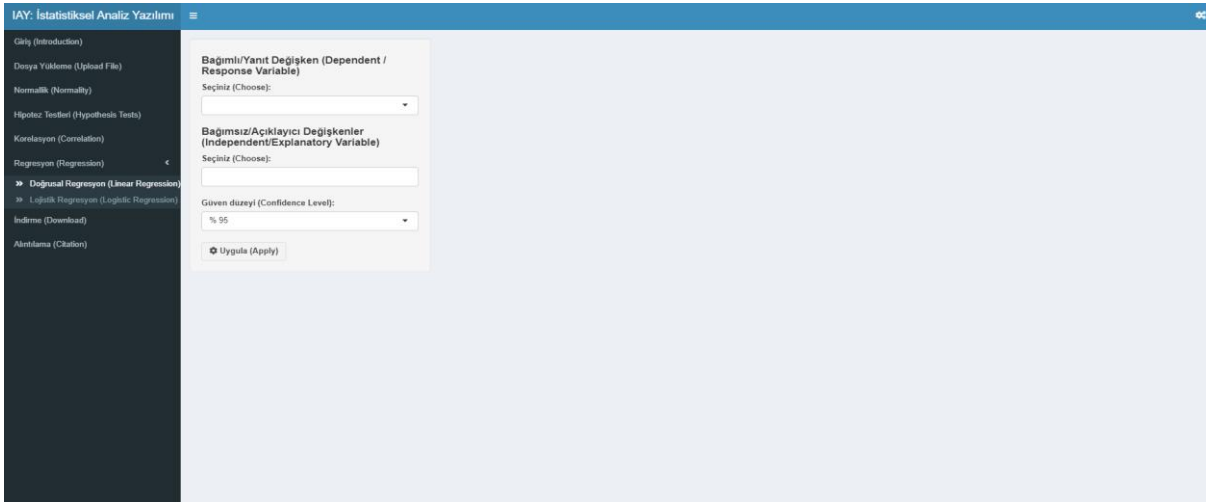 IAY: İstatistiksel Analiz Yazılımı
Giriş (Introduction)
Dosya Yükleme (Upload File)
Normallik (Normality)
Hipotez Testleri (Hypothesis Tests)
Korelasyon (Correlation)
Regresyon (Regression)
Doğrusal Regresyon (Linear Regression)
Lojistik Regresyon (Logistic Regression)
İndirme (Download)
Alıntılama (Citation)
Bağımlı/Yanıt Değişken (Dependent /
Response Variable)
Seçiniz (Choose):
Bağımsız/Açıklayıcı Değişkenler
(Independent/Explanatory Variable)
Seçiniz (Choose):
Güven düzeyi (Confidence Level):
% 95
Uygula (Apply)